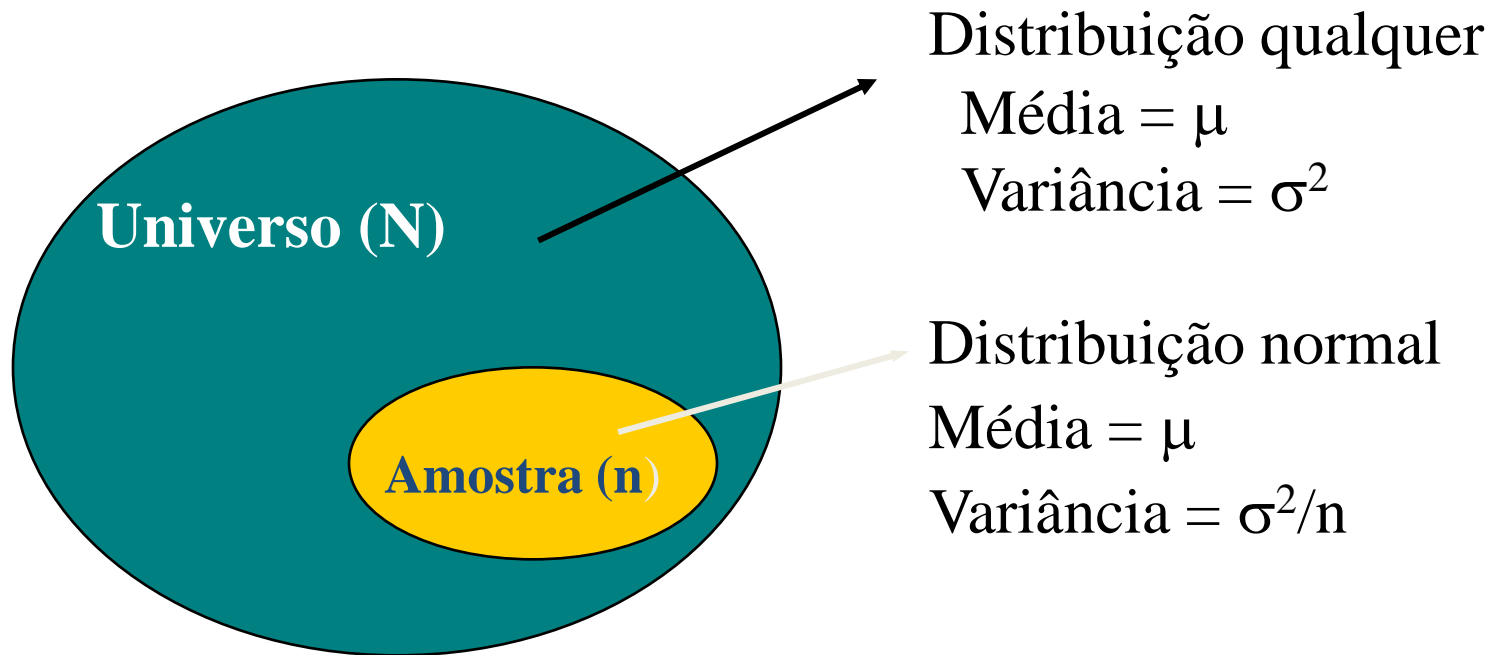 Distribuição qualquer
Média = μ
Variância = σ²
Universo (N)
Distribuição normal
Média = μ
Amostra (n)
Variância = σ²/n